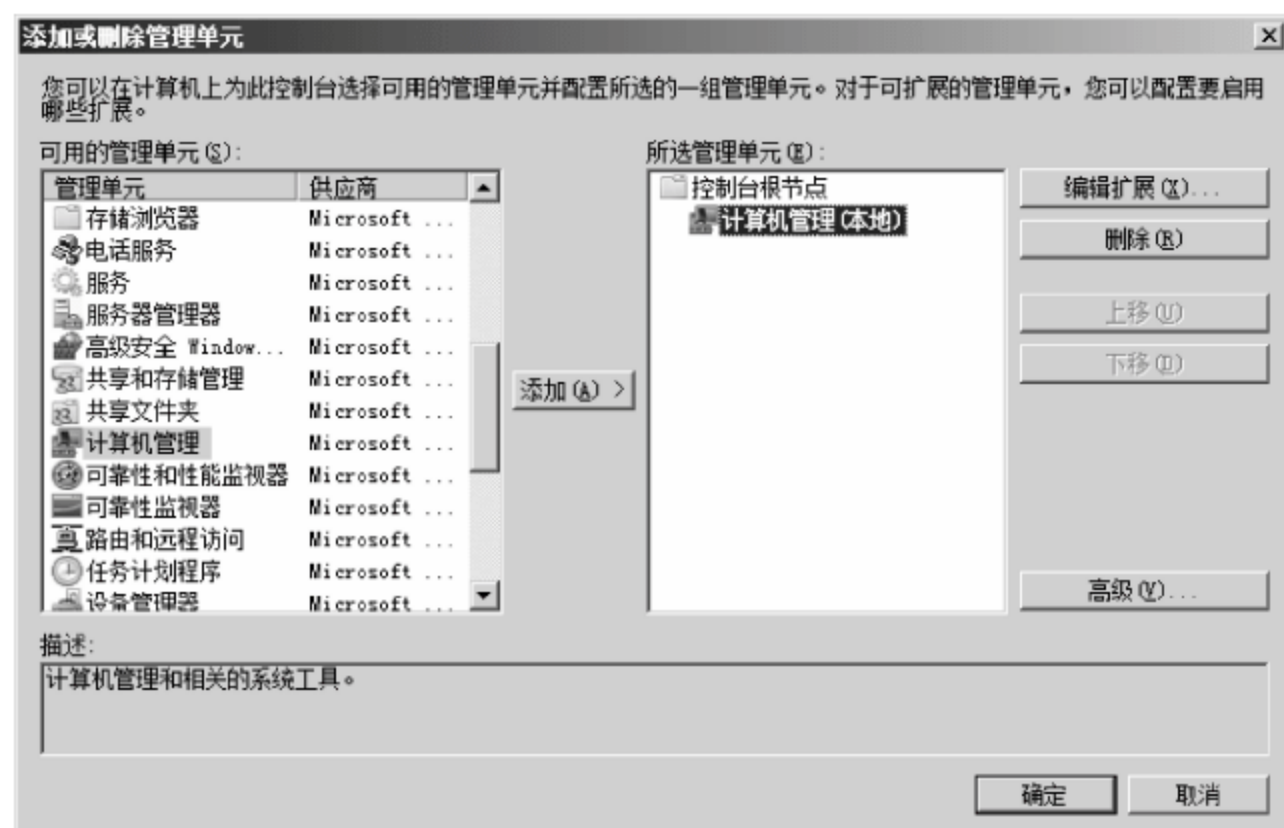 添加或删除管理单元
您可以在计算机上为此控制台选择可用的管理单元并配置所选的一组管理单元。对于可扩展的管理单元，您可以配置要启用
哪些扩展。
可用的管理单元(S):
管理单元 供应商
存储浏览器 Microsoft ...
电话服务 Microsoft ...
服务 Microsoft ...
服务器管理器 Microsoft ...
高级安全 Window... Microsoft ...
共享和存储管理 Microsoft ...
共享文件夹 Microsoft ...
计算机管理 Microsoft ...
可靠性和性能监视器 Microsoft ...
可靠性监视器 Microsoft ...
路由和远程访问 Microsoft ...
任务计划程序 Microsoft ...
设备管理器 Microsoft ...
添加(A) >
所选管理单元(E):
控制台根节点
计算机管理(本地)
编辑扩展(X)...
删除(R)
上移(U)
下移(D)
高级(V)...
描述:
计算机管理和相关的系统工具。
确定 取消